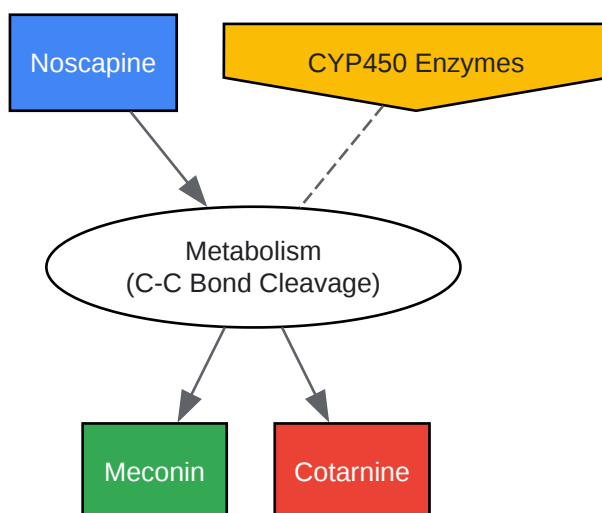 Noscapine
CYP450 Enzymes
Metabolism
(C-C Bond Cleavage)
Meconin
Cotarnine